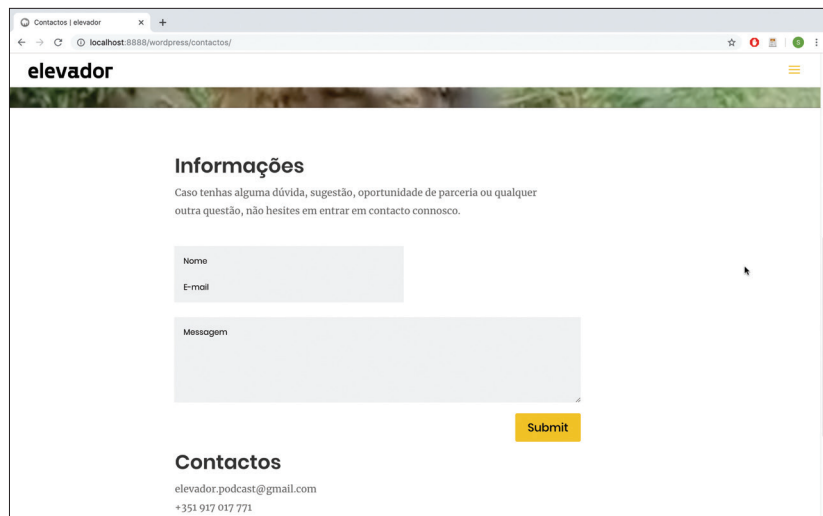 Contactos | elevador
localhost:8888/wordpress/contactos/
S
elevador
Informações
Caso tenhas alguma dúvida, sugestão, oportunidade de parceria ou qualquer
outra questão, não hesites em entrar em contacto connosco.
Nome
E-mail
Messagem
Submit
Contactos
elevador.podcast@gmail.com
+351 917 017 771